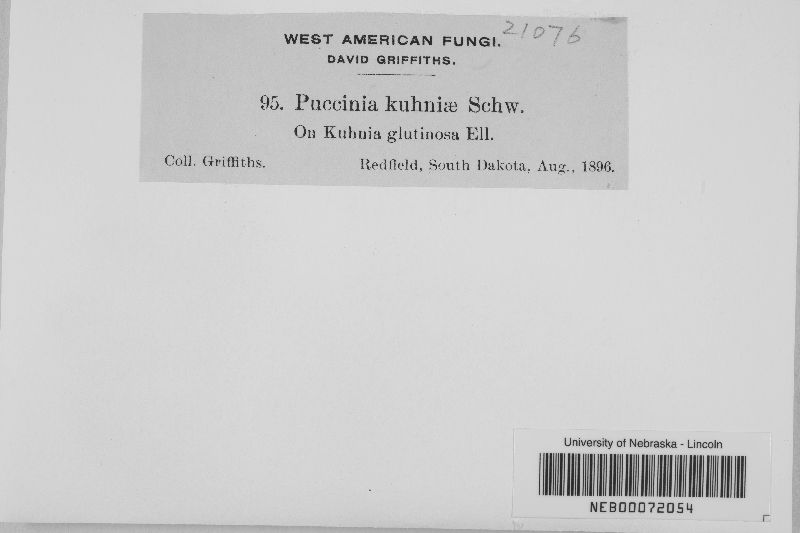 21076
WEST AMERICAN FUNGI.
DAVID GRIFFITHS.
95. Puccinia kuhniæ Schw.
On Kuhnia glutinosa Ell.
Coll. Griffiths. Redfield, South Dakota, Aug., 1896.
University of Nebraska - Lincoln
NEB00072054